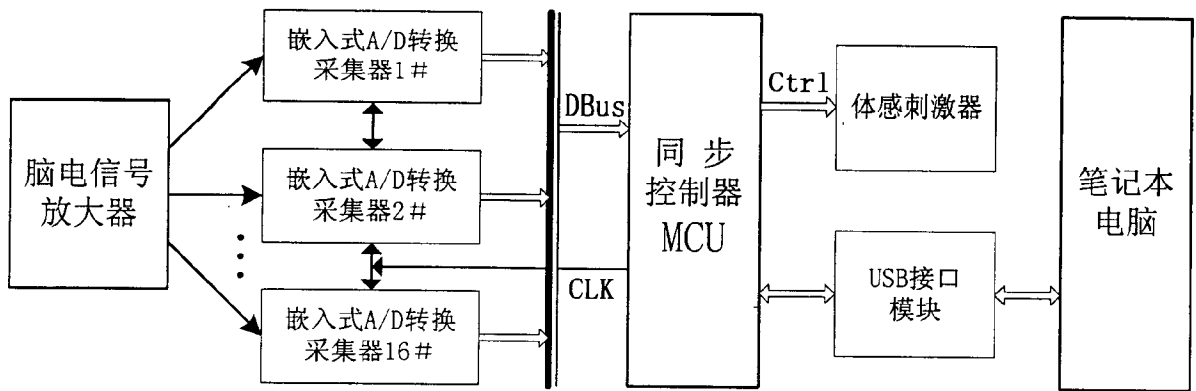 脑电信号
放大器
嵌入式A/D转换
采集器1#
嵌入式A/D转换
采集器2#
嵌入式A/D转换
采集器16#
DBus
CLK
同步
控制器
MCU
Ctrl
体感刺激器
USB接口
模块
笔记本
电脑